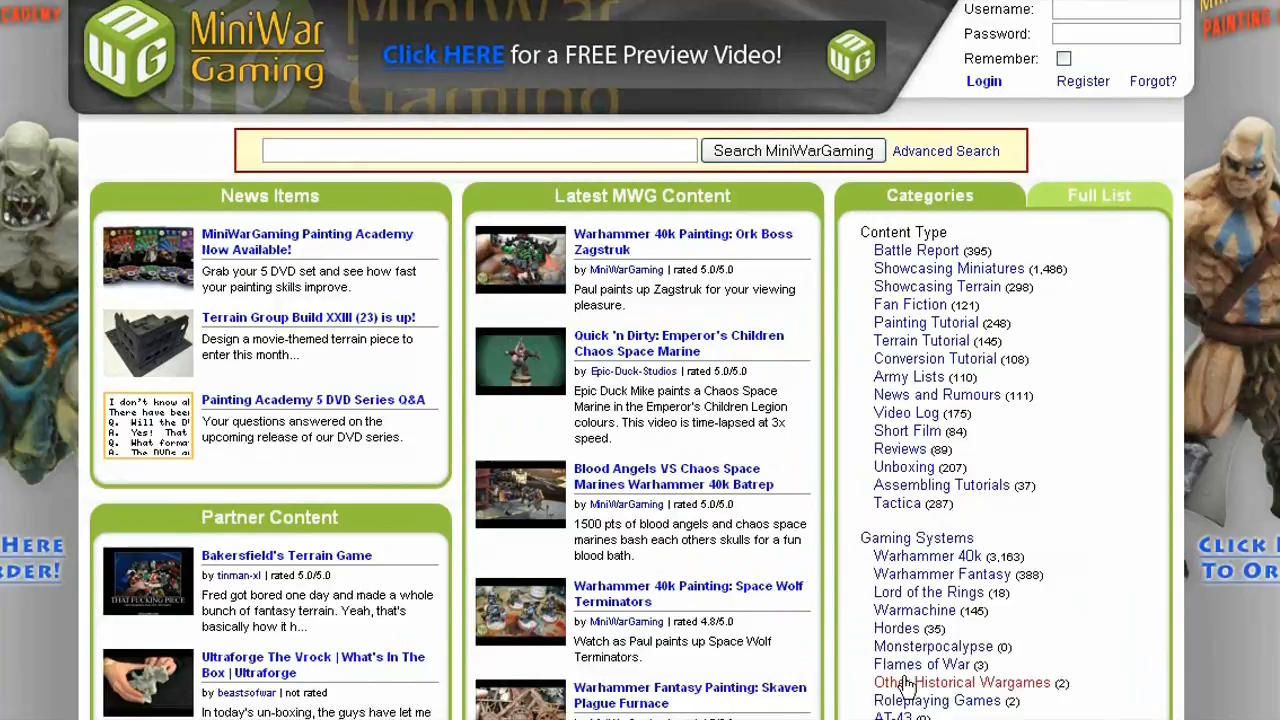 ACADEMY
PAINTING
MiniWar
Gaming
Click HERE for a FREE Preview Video!
Username:
Password:
Remember:
Login Register Forgot?
Search MiniWarGaming Advanced Search
News Items
MiniWarGaming Painting Academy
Now Available!
Grab your 5 DVD set and see how fast
your painting skills improve.
Terrain Group Build XXIII (23) is up!
Design a movie-themed terrain piece to
enter this month...
I don't know al
There have bee
Q. Will the D
A. Yes! That
Q. What forma
A. The DVDs a
Painting Academy 5 DVD Series Q&A
Your questions answered on the
upcoming release of our DVD series.
Partner Content
THAT FUCKING PIECE
Bakersfield's Terrain Game
by tinman-xl | rated 5.0/5.0
Fred got bored one day and made a whole
bunch of fantasy terrain. Yeah, that's
basically how it h...
Ultraforge The Vrock | What's In The
Box | Ultraforge
by beastsofwar | not rated
In today's un-boxing, the guys have let me
Latest MWG Content
Warhammer 40k Painting: Ork Boss
Zagstruk
by MiniWarGaming | rated 5.0/5.0
Paul paints up Zagstruk for your viewing
pleasure.
Quick 'n Dirty: Emperor's Children
Chaos Space Marine
by Epic-Duck-Studios | rated 5.0/5.0
Epic Duck Mike paints a Chaos Space
Marine in the Emperor's Children Legion
colours. This video is time-lapsed at 3x
speed.
Blood Angels VS Chaos Space
Marines Warhammer 40k Batrep
by MiniWarGaming | rated 5.0/5.0
1500 pts of blood angels and chaos space
marines bash each others skulls for a fun
blood bath.
Warhammer 40k Painting: Space Wolf
Terminators
by MiniWarGaming | rated 4.8/5.0
Watch as Paul paints up Space Wolf
Terminators.
Warhammer Fantasy Painting: Skaven
Plague Furnace
Categories Full List
Content Type
Battle Report (395)
Showcasing Miniatures (1,486)
Showcasing Terrain (298)
Fan Fiction (121)
Painting Tutorial (248)
Terrain Tutorial (145)
Conversion Tutorial (108)
Army Lists (110)
News and Rumours (111)
Video Log (175)
Short Film (84)
Reviews (89)
Unboxing (207)
Assembling Tutorials (37)
Tactica (287)
Gaming Systems
Warhammer 40k (3,163)
Warhammer Fantasy (388)
Lord of the Rings (18)
Warmachine (145)
Hordes (35)
Monsterpocalypse (0)
Flames of War (3)
Other Historical Wargames (2)
Roleplaying Games (2)
AT-43 (0)
HERE
DER!
CLICK
TO OR